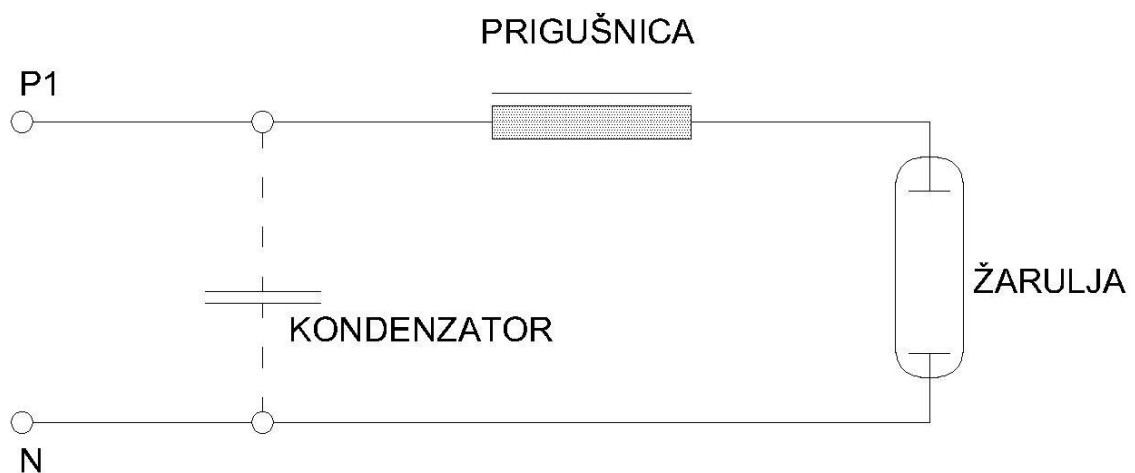 PRIGUŠNICA
P1
ŽARULJA
KONDENZATOR
N